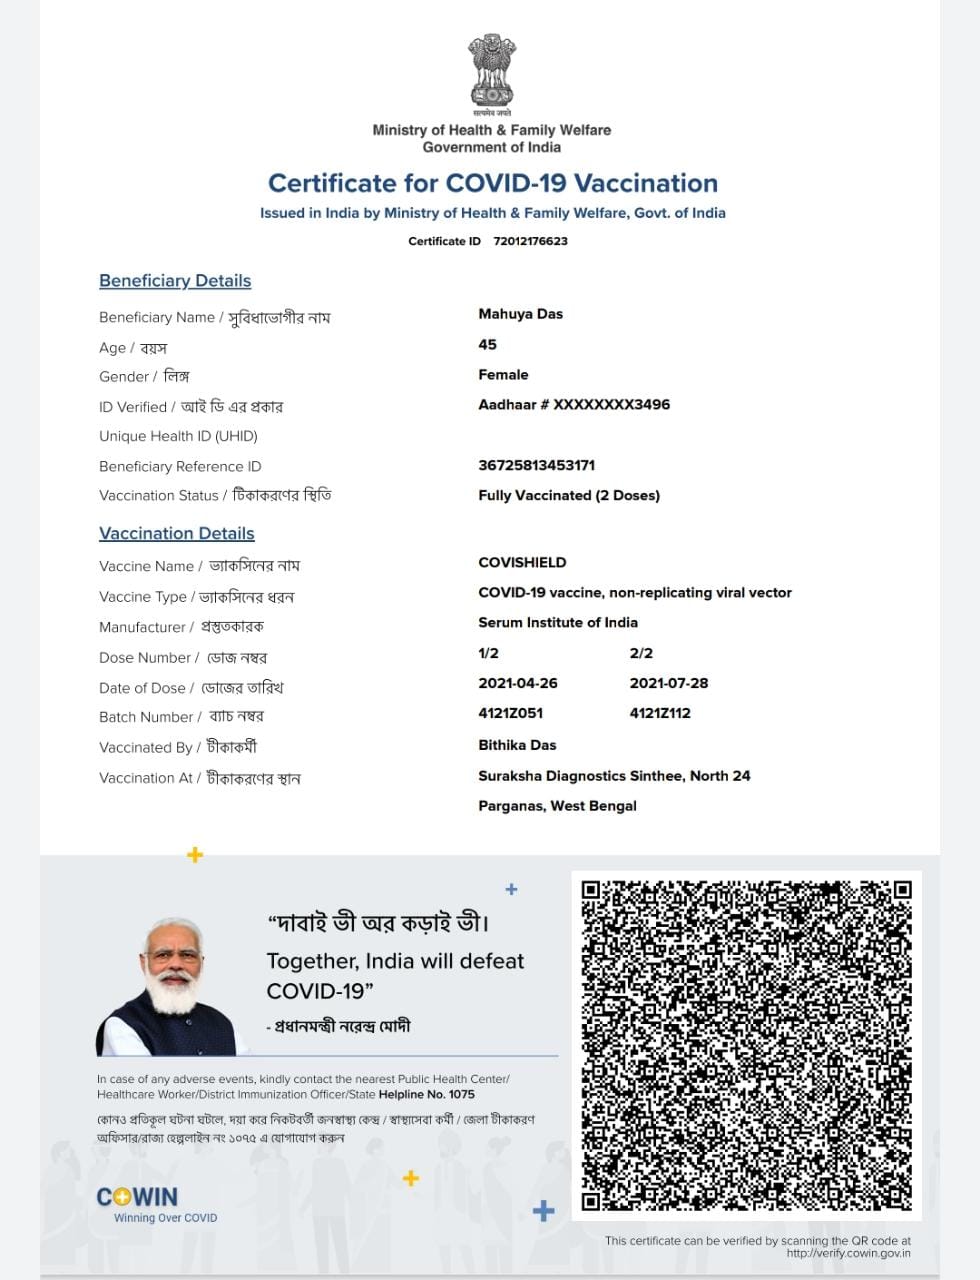 सत्यमेव जयते
Ministry of Health & Family Welfare
Government of India
Certificate for COVID-19 Vaccination
Issued in India by Ministry of Health & Family Welfare, Govt. of India
Certificate ID 72012176623
Beneficiary Details
Beneficiary Name / সুবিধাভোগীর নাম Mahuya Das
Age / বয়স 45
Gender / লিঙ্গ Female
ID Verified / আই ডি এর প্রকার Aadhaar # XXXXXXXX3496
Unique Health ID (UHID)
Beneficiary Reference ID 36725813453171
Vaccination Status / টিকাকরণের স্থিতি Fully Vaccinated (2 Doses)
Vaccination Details
Vaccine Name / ভ্যাকসিনের নাম COVISHIELD
Vaccine Type / ভ্যাকসিনের ধরন COVID-19 vaccine, non-replicating viral vector
Manufacturer / প্রস্তুতকারক Serum Institute of India
Dose Number / ডোজ নম্বর 1/2 2/2
Date of Dose / ডোজের তারিখ 2021-04-26 2021-07-28
Batch Number / ব্যাচ নম্বর 4121Z051 4121Z112
Vaccinated By / টীকাকর্মী Bithika Das
Vaccination At / টীকাকরণের স্থান Suraksha Diagnostics Sinthee, North 24
Parganas, West Bengal
“দাবাই ভী অর কড়াই ভী।
Together, India will defeat
COVID-19”
- প্রধানমন্ত্রী নরেন্দ্র মোদী
In case of any adverse events, kindly contact the nearest Public Health Center/
Healthcare Worker/District Immunization Officer/State Helpline No. 1075
কোনও প্রতিকূল ঘটনা ঘটলে, দয়া করে নিকটবর্তী জনস্বাস্থ্য কেন্দ্র / স্বাস্থ্যসেবা কর্মী / জেলা টীকাকরণ
অফিসার/রাজ্য হেল্পলাইন নং ১০৭৫ এ যোগাযোগ করুন
COWIN
Winning Over COVID
This certificate can be verified by scanning the QR code at
http://verify.cowin.gov.in